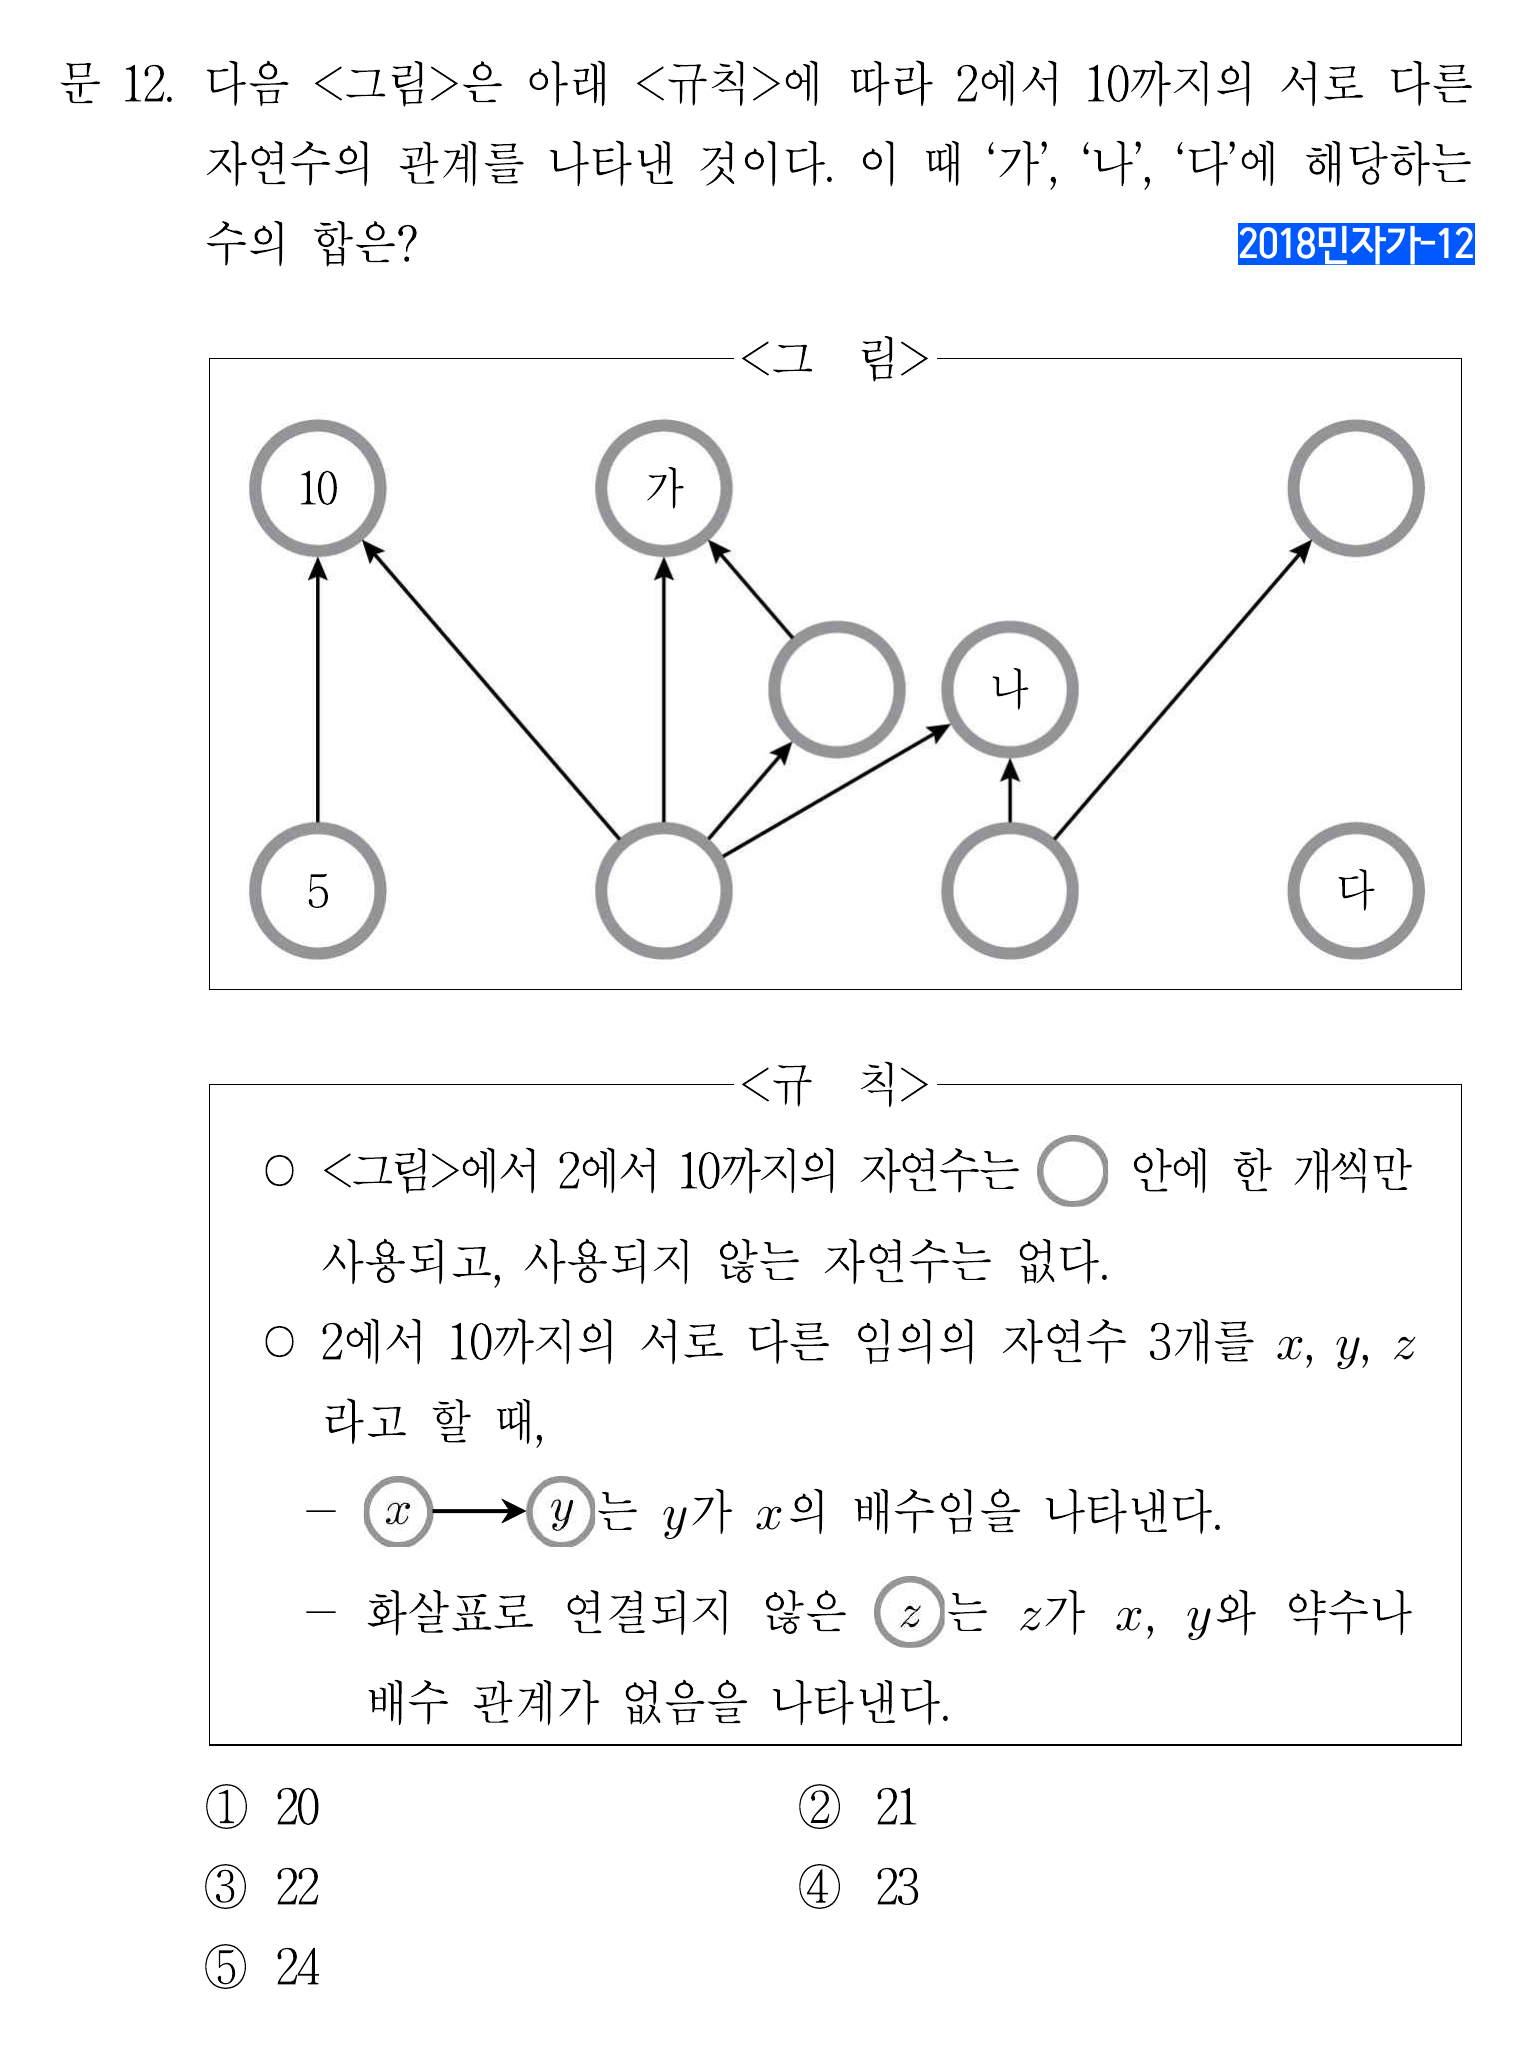 문 12. 다음 <그림>은 아래 <규칙>에 따라 2에서 10까지의 서로 다른
자연수의 관계를 나타낸 것이다. 이 때 ‘가’, ‘나’, ‘다’에 해당하는
수의 합은?
2018민자가-12
<그 림>
10
가
나
5
다
<규 칙>
○ <그림>에서 2에서 10까지의 자연수는 ○ 안에 한 개씩만
사용되고, 사용되지 않는 자연수는 없다.
○ 2에서 10까지의 서로 다른 임의의 자연수 3개를 x, y, z
라고 할 때,
- x → y 는 y가 x의 배수임을 나타낸다.
- 화살표로 연결되지 않은 z 는 z가 x, y와 약수나
배수 관계가 없음을 나타낸다.
① 20
② 21
③ 22
④ 23
⑤ 24